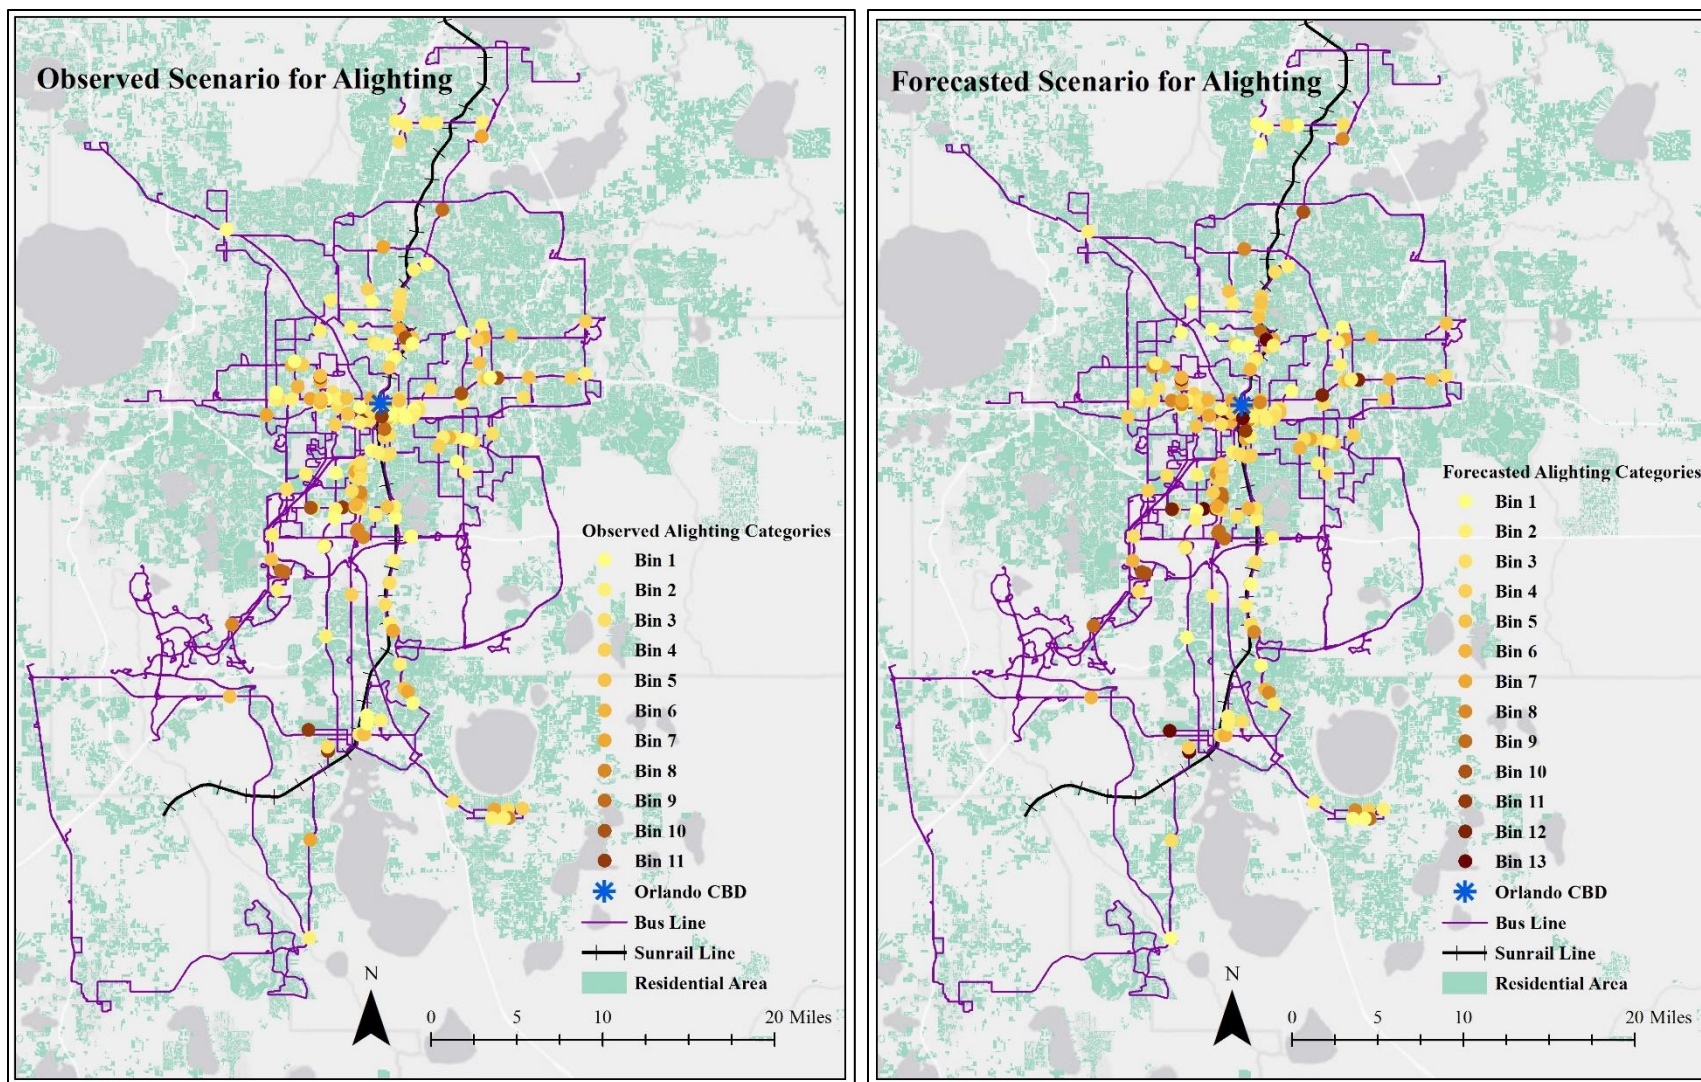 Observed Scenario for Alighting
Observed Alighting Categories
Bin 1
Bin 2
Bin 3
Bin 4
Bin 5
Bin 6
Bin 7
Bin 8
Bin 9
Bin 10
Bin 11
Orlando CBD
Bus Line
Sunrail Line
Residential Area
N
0 5 10 20 Miles
Forecasted Scenario for Alighting
Forecasted Alighting Categories
Bin 1
Bin 2
Bin 3
Bin 4
Bin 5
Bin 6
Bin 7
Bin 8
Bin 9
Bin 10
Bin 11
Bin 12
Bin 13
Orlando CBD
Bus Line
Sunrail Line
Residential Area
N
0 5 10 20 Miles